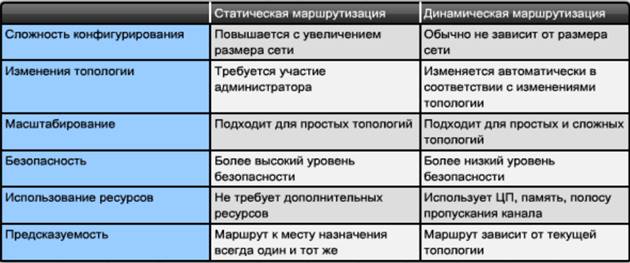 Статическая маршрутизация Динамическая маршрутизация
Сложность конфигурирования Повышается с увеличением размера сети Обычно не зависит от размера сети
Изменения топологии Требуется участие администратора Изменяется автоматически в соответствии с изменениями топологии
Масштабирование Подходит для простых топологий Подходит для простых и сложных топологий
Безопасность Более высокий уровень безопасности Более низкий уровень безопасности
Использование ресурсов Не требует дополнительных ресурсов Использует ЦП, память, полосу пропускания канала
Предсказуемость Маршрут к месту назначения всегда один и тот же Маршрут зависит от текущей топологии